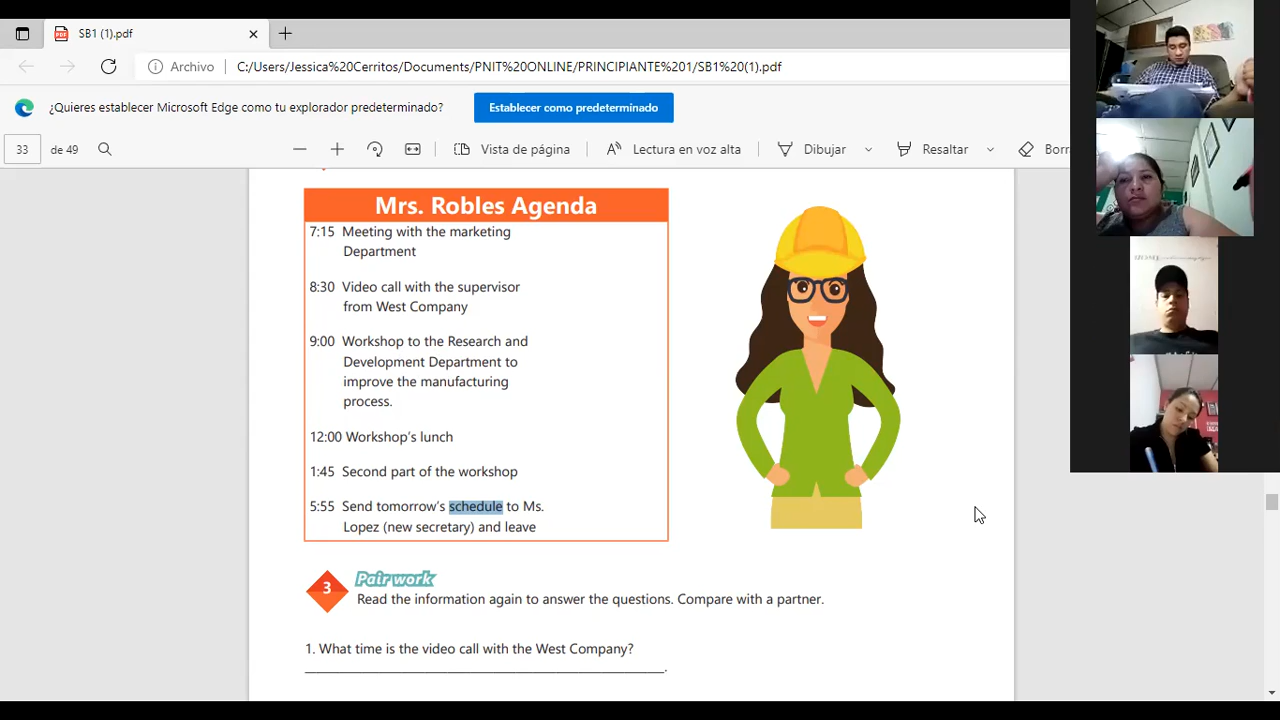 SB1 (1).pdf
Archivo
C:/Users/Jessica%20Cerritos/Documents/PNIT%20ONLINE/PRINCIPIANTE%201/SB1%20(1).pdf
¿Quieres establecer Microsoft Edge como tu explorador predeterminado?
Establecer como predeterminado
33 de 49
Vista de página
Lectura en voz alta
Dibujar
Resaltar
Borr
Mrs. Robles Agenda
7:15 Meeting with the marketing
Department
8:30 Video call with the supervisor
from West Company
9:00 Workshop to the Research and
Development Department to
improve the manufacturing
process.
12:00 Workshop's lunch
1:45 Second part of the workshop
5:55 Send tomorrow's schedule to Ms.
Lopez (new secretary) and leave
3
Pair work
Read the information again to answer the questions. Compare with a partner.
1. What time is the video call with the West Company?